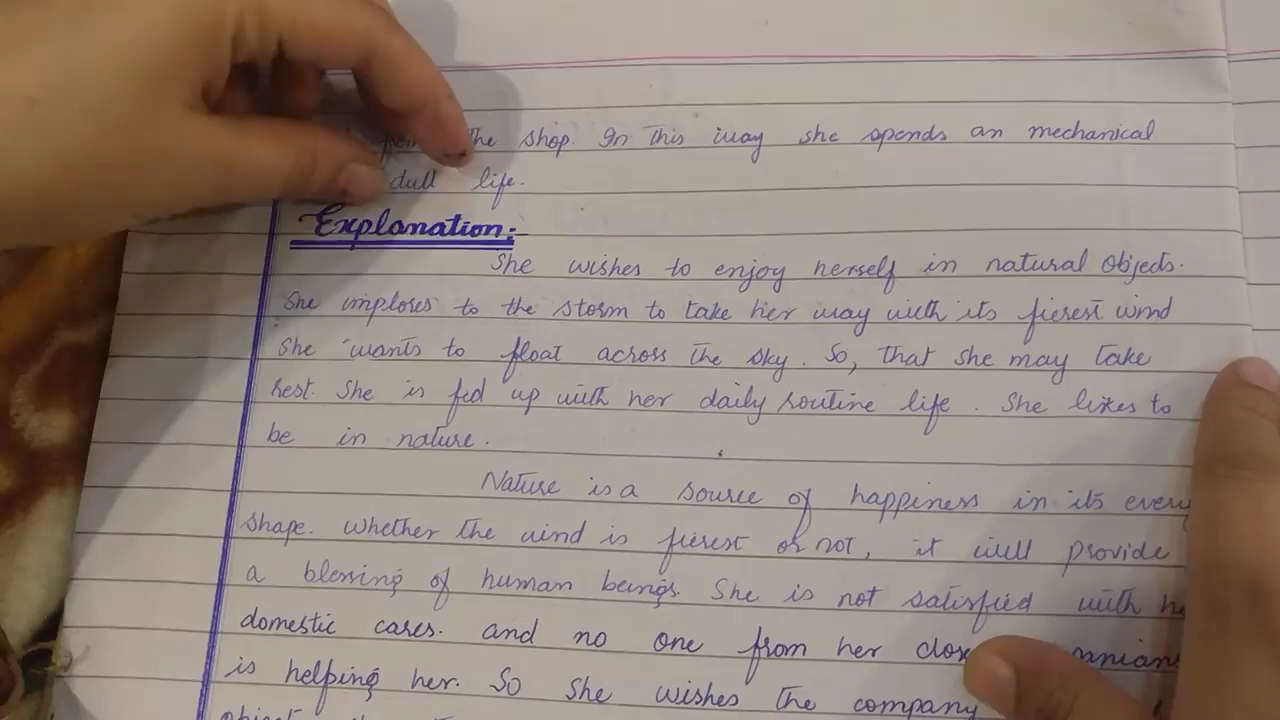 the shop. In this way she spends an mechanical
dull life.
Explanation:
She wishes to enjoy herself in natural objects.
She implores to the storm to take her way with its fierest wind
She wants to float across the sky. So, that she may take
rest. She is fed up with her daily routine life. She likes to
be in nature.
Nature is a source of happiness in its every
shape. Whether the wind is fierest or not, it will provide
a blessing of human beings. She is not satisfied with
domestic cares. and no one from her
is helping her. So she wishes the company